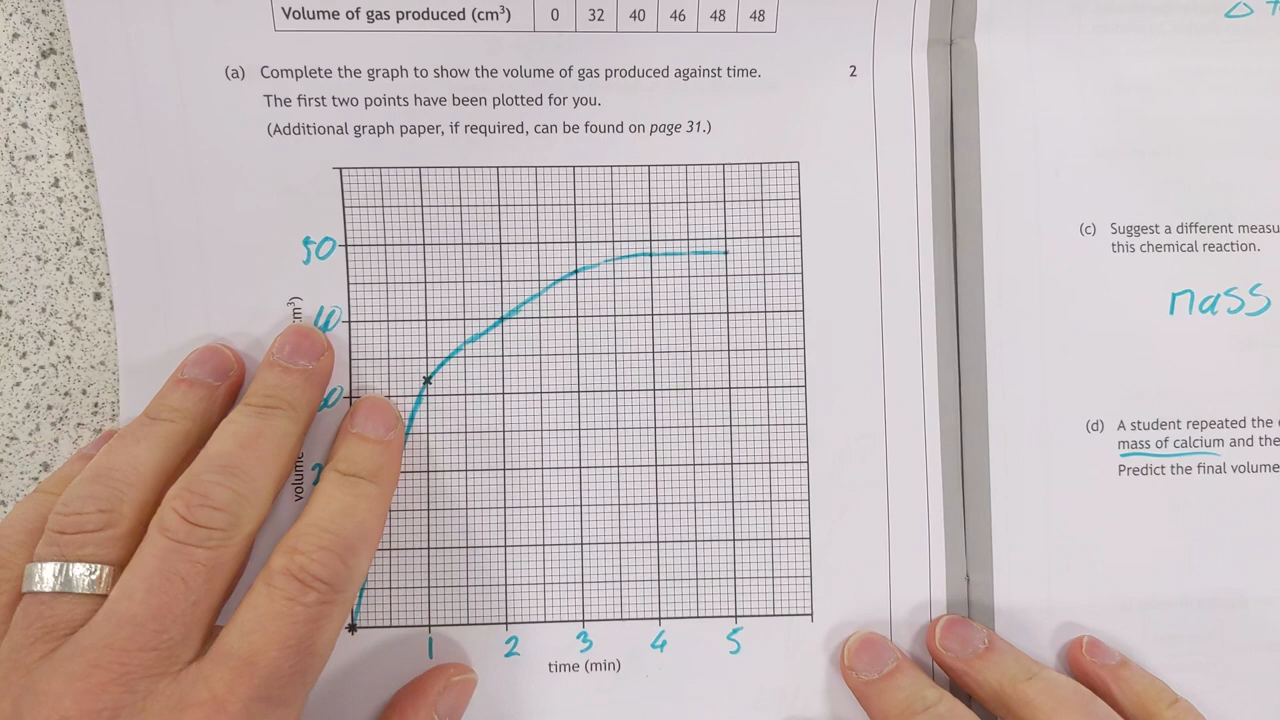 Volume of gas produced (cm³) 0 32 40 46 48 48
(a) Complete the graph to show the volume of gas produced against time. 2
The first two points have been plotted for you.
(Additional graph paper, if required, can be found on page 31.)
50
cm³)
volume
1 2 3 4 5
time (min)
(c) Suggest a different
this chemical reaction.
mass
(d) A student repeated the
mass of calcium and the
Predict the final volume